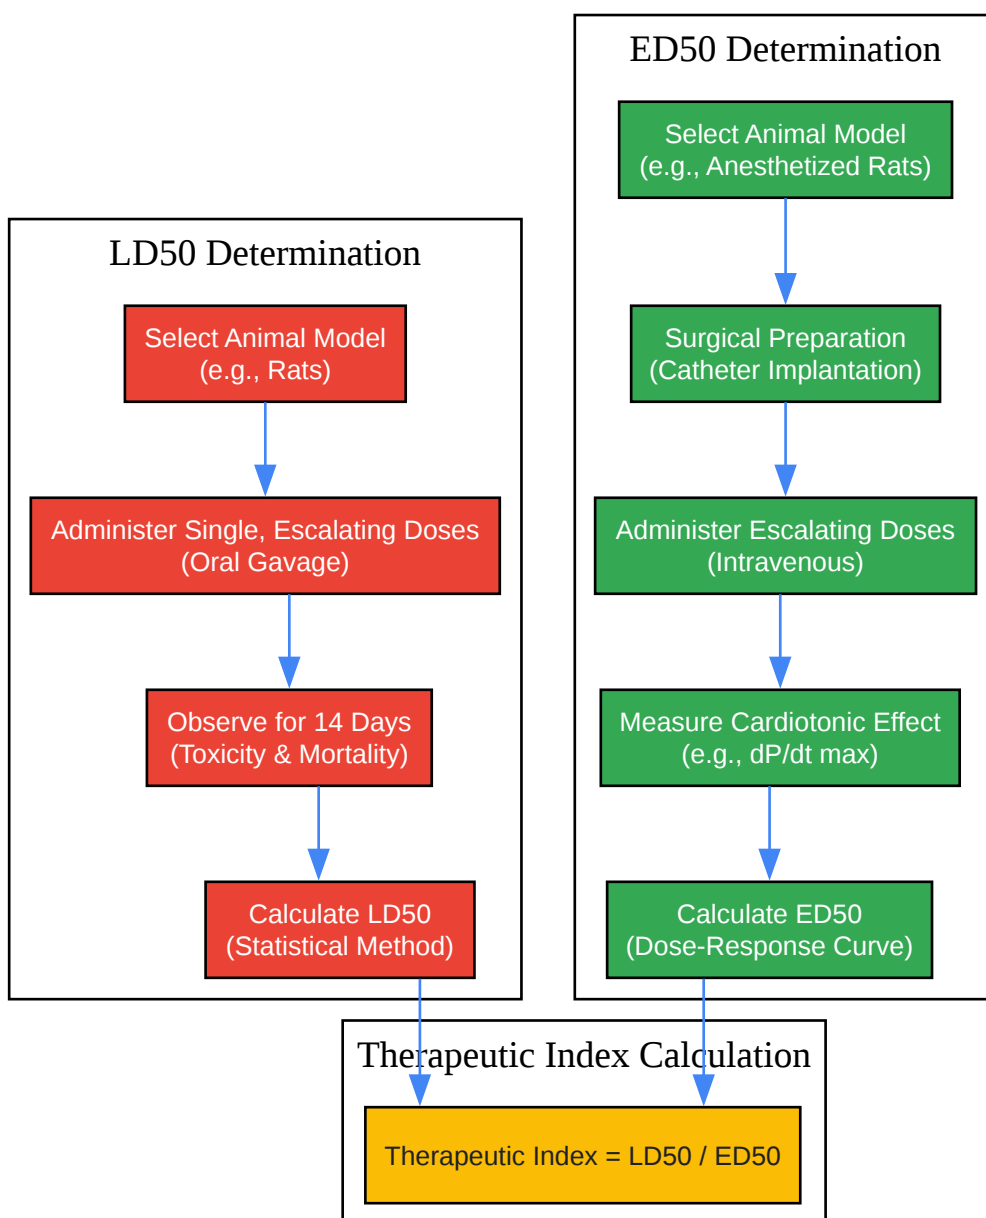 LD50 Determination
Select Animal Model
(e.g., Rats)
Administer Single, Escalating Doses
(Oral Gavage)
Observe for 14 Days
(Toxicity & Mortality)
Calculate LD50
(Statistical Method)
ED50 Determination
Select Animal Model
(e.g., Anesthetized Rats)
Surgical Preparation
(Catheter Implantation)
Administer Escalating Doses
(Intravenous)
Measure Cardiotonic Effect
(e.g., dP/dt max)
Calculate ED50
(Dose-Response Curve)
Therapeutic Index Calculation
Therapeutic Index = LD50 / ED50